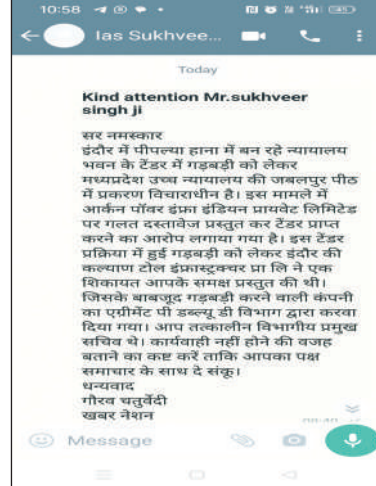 10:58
Ias Sukhvee...
Today
Kind attention Mr.sukhveer
singh ji
सर नमस्कार
इंदौर में पीपल्या हाना में बन रहे न्यायालय
भवन के टेंडर में गड़बड़ी को लेकर
मध्यप्रदेश उच्च न्यायालय की जबलपुर पीठ
में प्रकरण विचाराधीन है। इस मामले में
आर्कन पॉवर इंफ्रा इंडियन प्रायवेट लिमिटेड
पर गलत दस्तावेज प्रस्तुत कर टेंडर प्राप्त
करने का आरोप लगाया गया है। इस टेंडर
प्रक्रिया में हुई गड़बड़ी को लेकर इंदौर की
कल्याण टोल इंफ्रास्ट्रक्चर प्रा लि ने एक
शिकायत आपके समक्ष प्रस्तुत की थी।
जिसके बाबजूद गड़बड़ी करने वाली कंपनी
का एग्रीमेंट पी डब्ल्यू डी विभाग द्वारा करवा
दिया गया। आप तत्कालीन विभागीय प्रमुख
सचिव थे। कार्यवाही नहीं होने की वजह
बताने का कष्ट करें ताकि आपका पक्ष
समाचार के साथ दे संकू।
धन्यवाद
गौरव चतुर्वेदी
खबर नेशन
Message